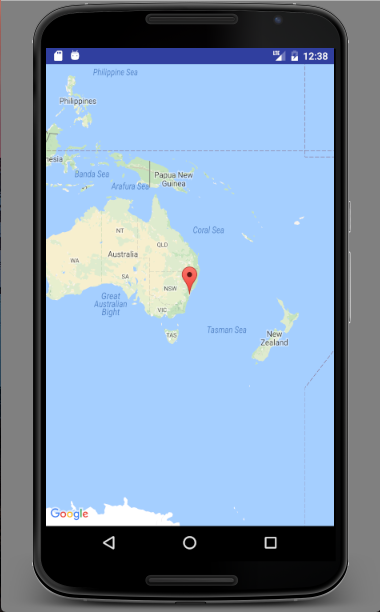 12:38
Philippine Sea
Philippines
nesia
Banda Sea
Papua New
Guinea
Arafura Sea
Coral Sea
NT
QLD
Australia
WA
SA
NSW
Great
Australian
Bight
VIC
TAS
Tasman Sea
New
Zealand
Google